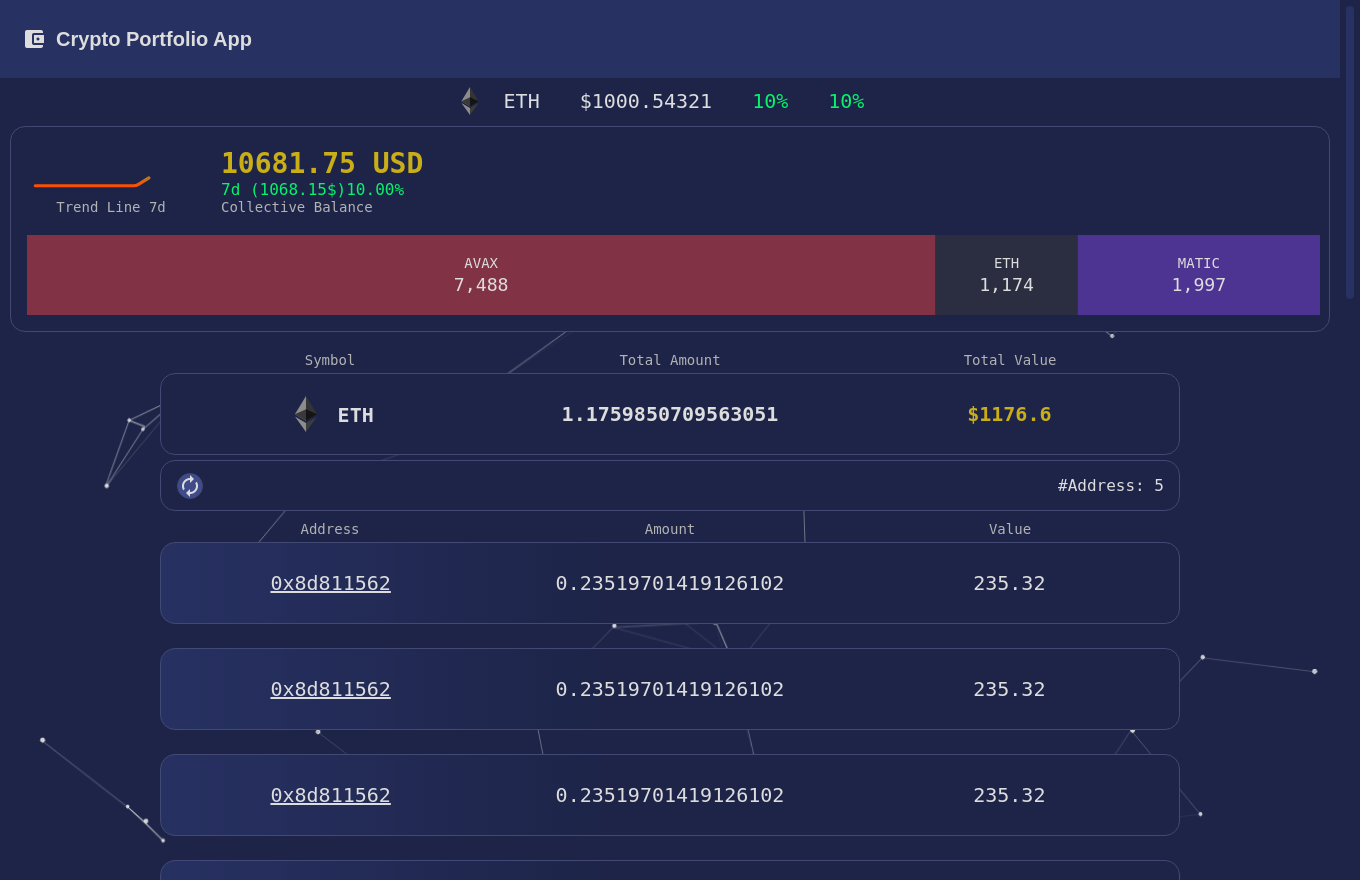 Crypto Portfolio App
ETH $1000.54321 10% 10%
10681.75 USD
7d (1068.15$)10.00%
Trend Line 7d Collective Balance
AVAX ETH MATIC
7,488 1,174 1,997
Symbol Total Amount Total Value
ETH 1.1759850709563051 $1176.6
#Address: 5
Address Amount Value
0x8d811562 0.23519701419126102 235.32
0x8d811562 0.23519701419126102 235.32
0x8d811562 0.23519701419126102 235.32